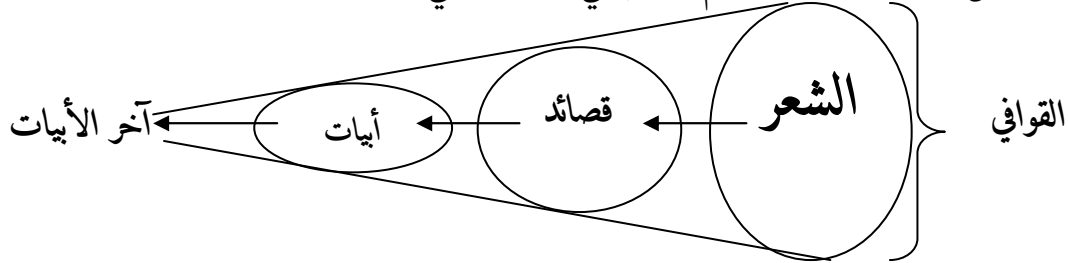 القوافي
الشعر
قصائد
أبيات
آخر الأبيات